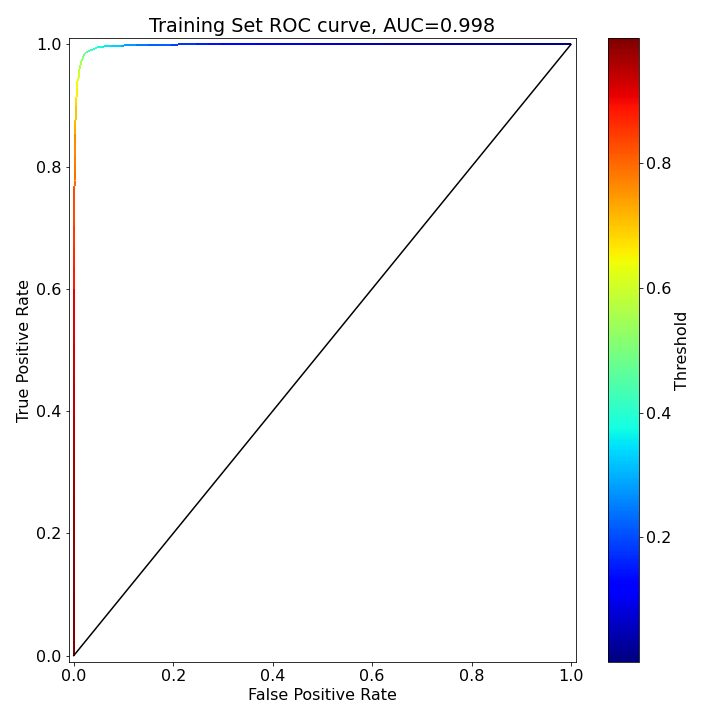 Training Set ROC curve, AUC=0.998
1.0
0.8
0.6
0.4
0.2
0.0
True Positive Rate
0.0 0.2 0.4 0.6 0.8 1.0
False Positive Rate
0.8
0.6
0.4
0.2
Threshold